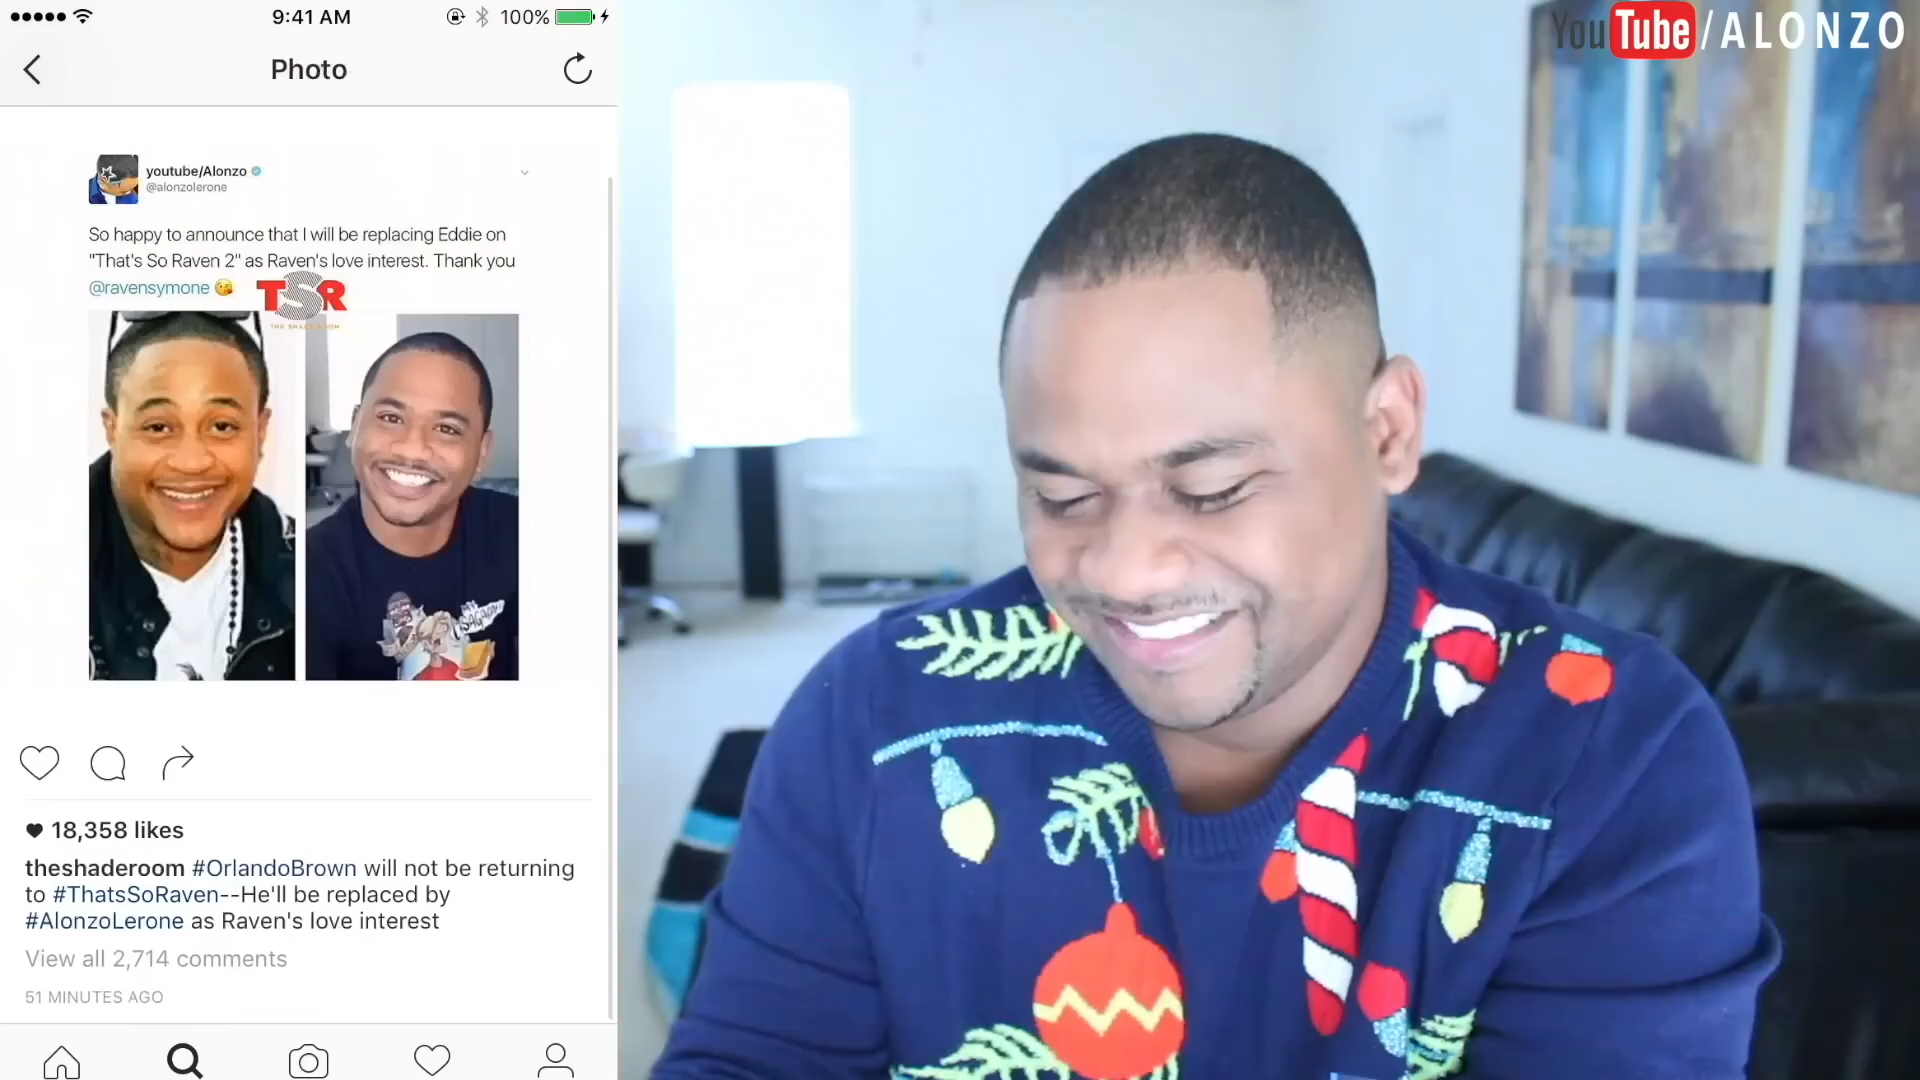 9:41 AM
100%
Photo
YouTube/ALONZO
youtube/Alonzo
@alonzolerone
So happy to announce that I will be replacing Eddie on
"That's So Raven 2" as Raven's love interest. Thank you
@ravensymone
TSR
THE SHADE ROOM
18,358 likes
theshaderoom #OrlandoBrown will not be returning
to #ThatsSoRaven--He'll be replaced by
#AlonzoLerone as Raven's love interest
View all 2,714 comments
51 MINUTES AGO